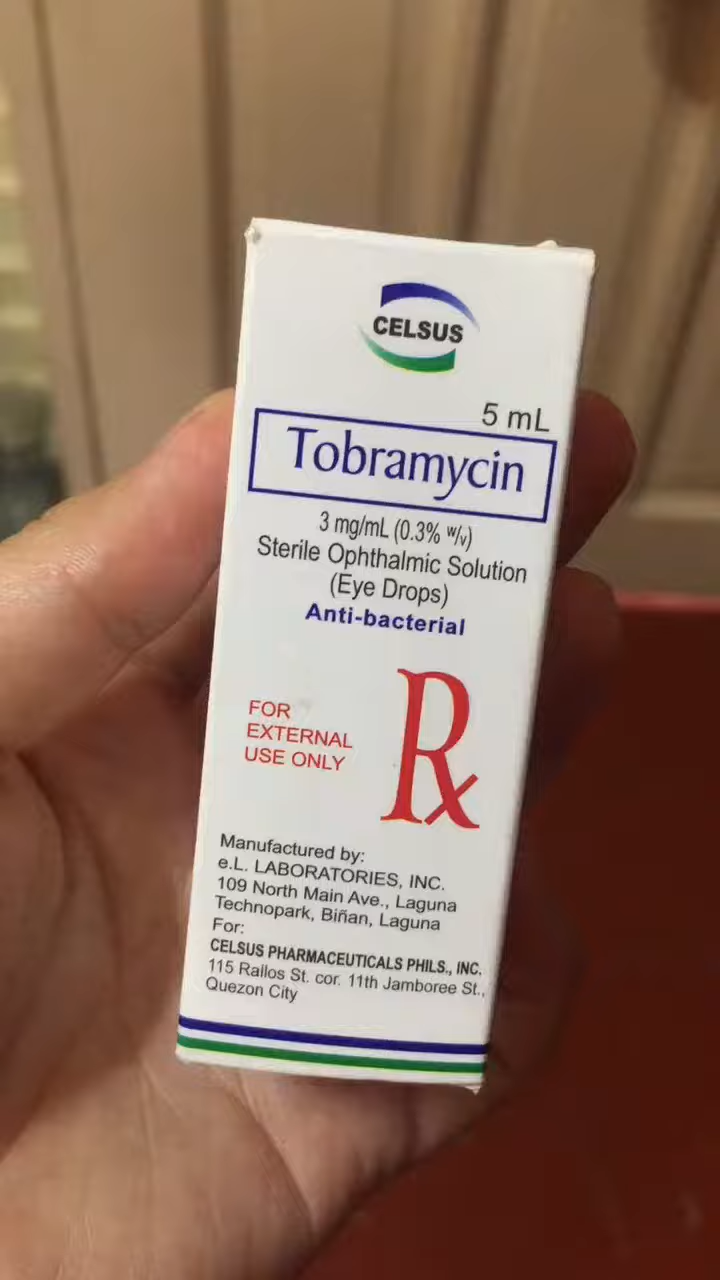 CELSUS
5 mL
Tobramycin
3 mg/mL (0.3% w/v)
Sterile Ophthalmic Solution
(Eye Drops)
Anti-bacterial
FOR
EXTERNAL
USE ONLY
Rx
Manufactured by:
e.L. LABORATORIES, INC.
109 North Main Ave., Laguna
Technopark, Biñan, Laguna
For:
CELSUS PHARMACEUTICALS PHILS., INC.
115 Rallos St. cor. 11th Jamboree St.,
Quezon City